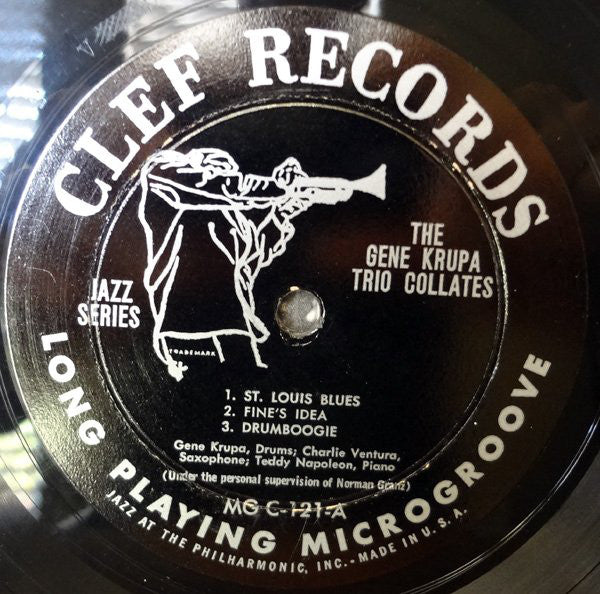 CLEF RECORDS
THE
GENE KRUPA
TRIO COLLATES
JAZZ
SERIES
TRADEMARK
1. ST. LOUIS BLUES
2. FINE'S IDEA
3. DRUMBOOGIE
Gene Krupa, Drums; Charlie Ventura,
Saxophone; Teddy Napoleon, Piano
(Under the personal supervision of Norman Granz)
MG C-121-A
LONG PLAYING MICROGROOVE
JAZZ AT THE PHILHARMONIC, INC.-MADE IN U.S.A.